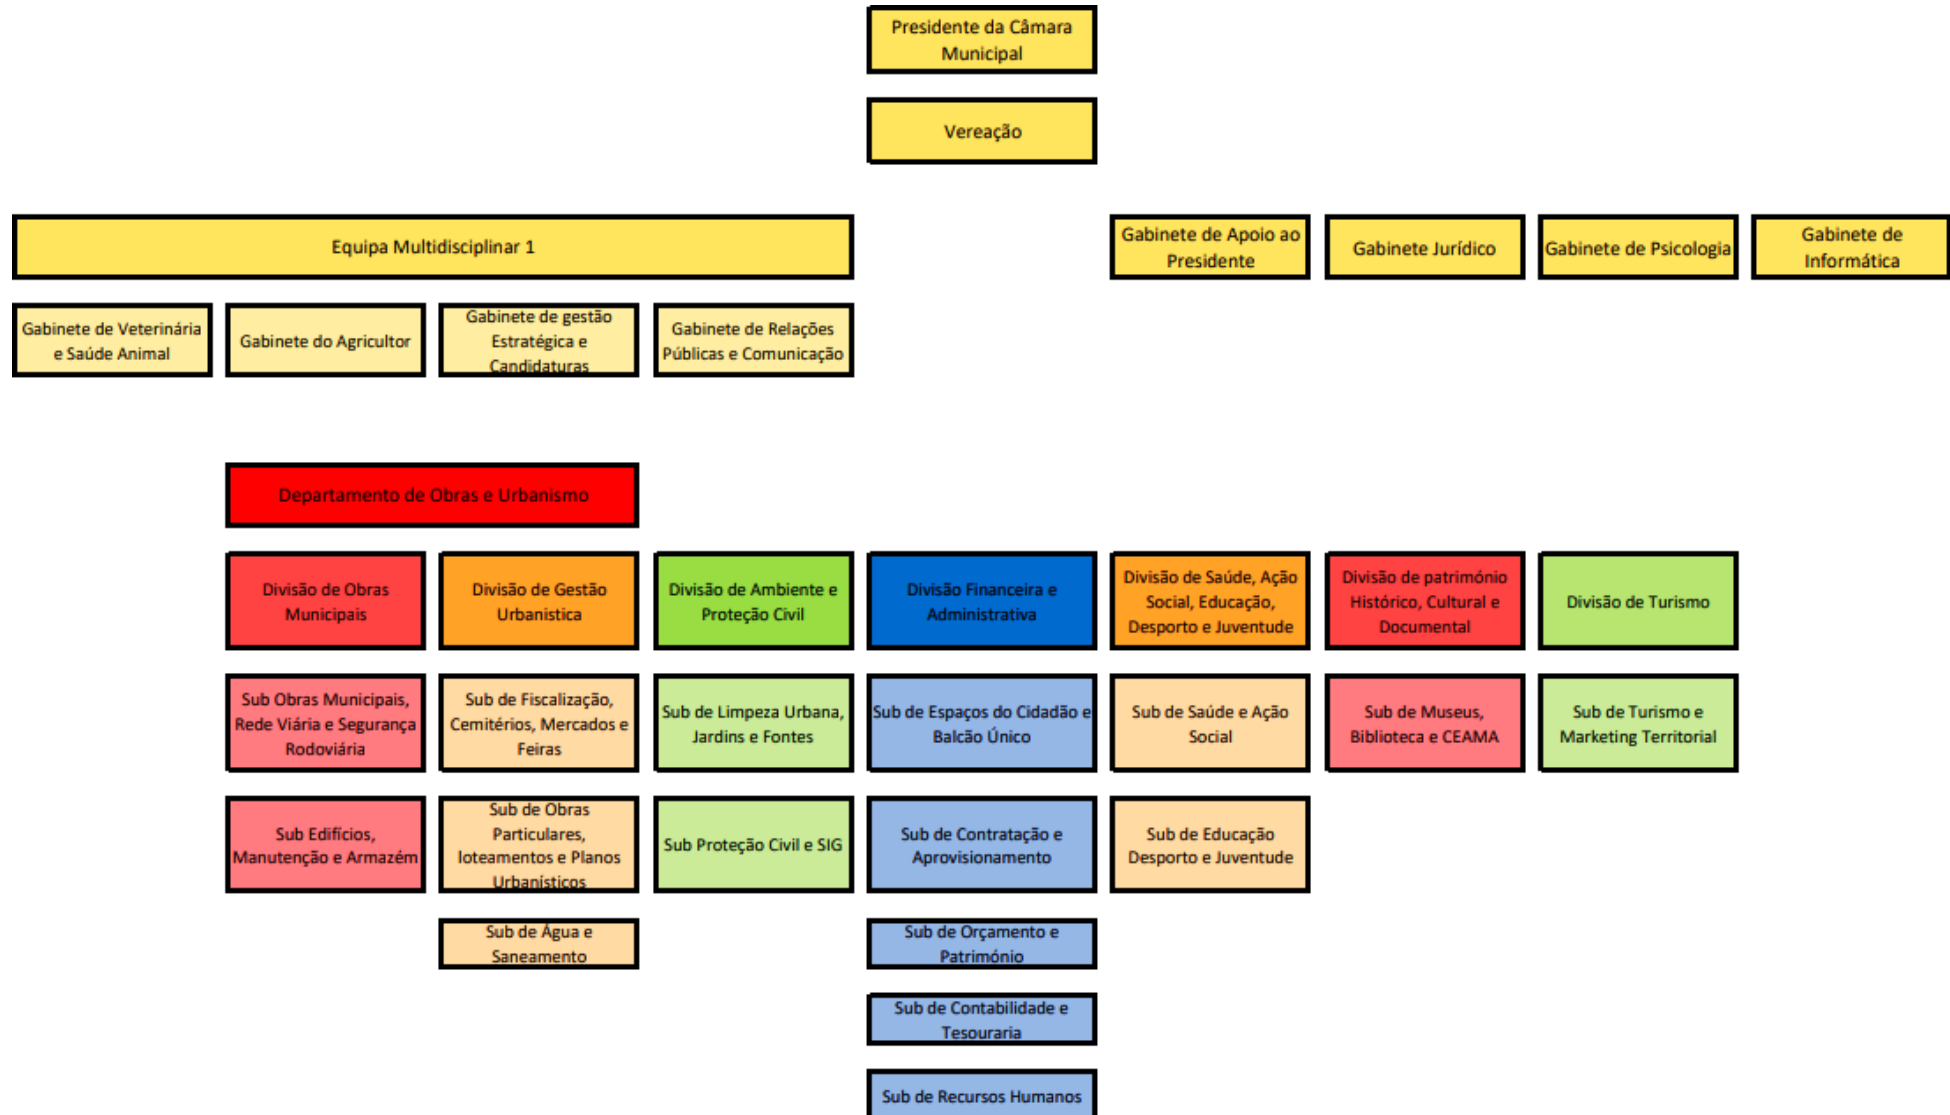 Presidente da Câmara
Municipal
Vereação
Equipa Multidisciplinar 1
Gabinete de Apoio ao
Presidente
Gabinete Jurídico
Gabinete de Psicologia
Gabinete de
Informática
Gabinete de Veterinária
e Saúde Animal
Gabinete do Agricultor
Gabinete de gestão
Estratégica e
Candidaturas
Gabinete de Relações
Públicas e Comunicação
Departamento de Obras e Urbanismo
Divisão de Obras
Municipais
Divisão de Gestão
Urbanistica
Divisão de Ambiente e
Proteção Civil
Divisão Financeira e
Administrativa
Divisão de Saúde, Ação
Social, Educação,
Desporto e Juventude
Divisão de património
Histórico, Cultural e
Documental
Divisão de Turismo
Sub Obras Municipais,
Rede Viária e Segurança
Rodoviária
Sub de Fiscalização,
Cemitérios, Mercados e
Feiras
Sub de Limpeza Urbana,
Jardins e Fontes
Sub de Espaços do Cidadão e
Balcão Único
Sub de Saúde e Ação
Social
Sub de Museus,
Biblioteca e CEAMA
Sub de Turismo e
Marketing Territorial
Sub Edifícios,
Manutenção e Armazém
Sub de Obras
Particulares,
loteamentos e Planos
Urbanísticos
Sub Proteção Civil e SIG
Sub de Contratação e
Aprovisionamento
Sub de Educação
Desporto e Juventude
Sub de Água e
Saneamento
Sub de Orçamento e
Património
Sub de Contabilidade e
Tesouraria
Sub de Recursos Humanos